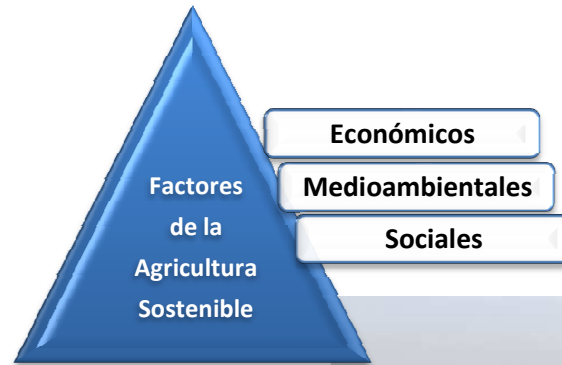 Económicos
Medioambientales
Sociales
Factores
de la
Agricultura
Sostenible